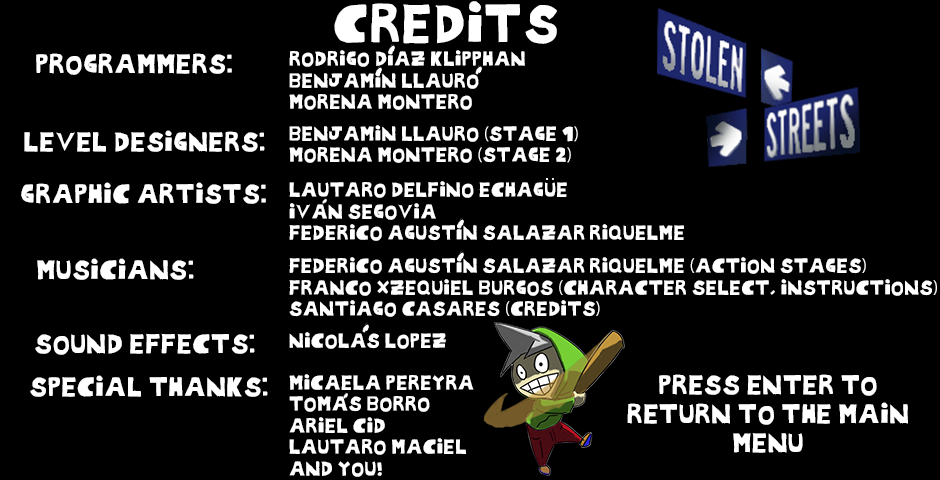 CREDITS
PROGRAMMERS:
RODRIGO DÍAZ KLIPPHAN
BENJAMÍN LLAURÓ
MORENA MONTERO
LEVEL DESIGNERS:
BENJAMIN LLAURO (STAGE 1)
MORENA MONTERO (STAGE 2)
GRAPHIC ARTISTS:
LAUTARO DELFINO ECHAGÜE
IVÁN SEGOVIA
FEDERICO AGUSTÍN SALAZAR RIQUELME
MUSICIANS:
FEDERICO AGUSTÍN SALAZAR RIQUELME (ACTION STAGES)
FRANCO XZEQUIEL BURGOS (CHARACTER SELECT, INSTRUCTIONS)
SANTIAGO CASARES (CREDITS)
SOUND EFFECTS:
NICOLÁS LOPEZ
SPECIAL THANKS:
MICAELA PEREYRA
TOMÁS BORRO
ARIEL CID
LAUTARO MACIEL
AND YOU!
STOLEN
STREETS
PRESS ENTER TO
RETURN TO THE MAIN
MENU